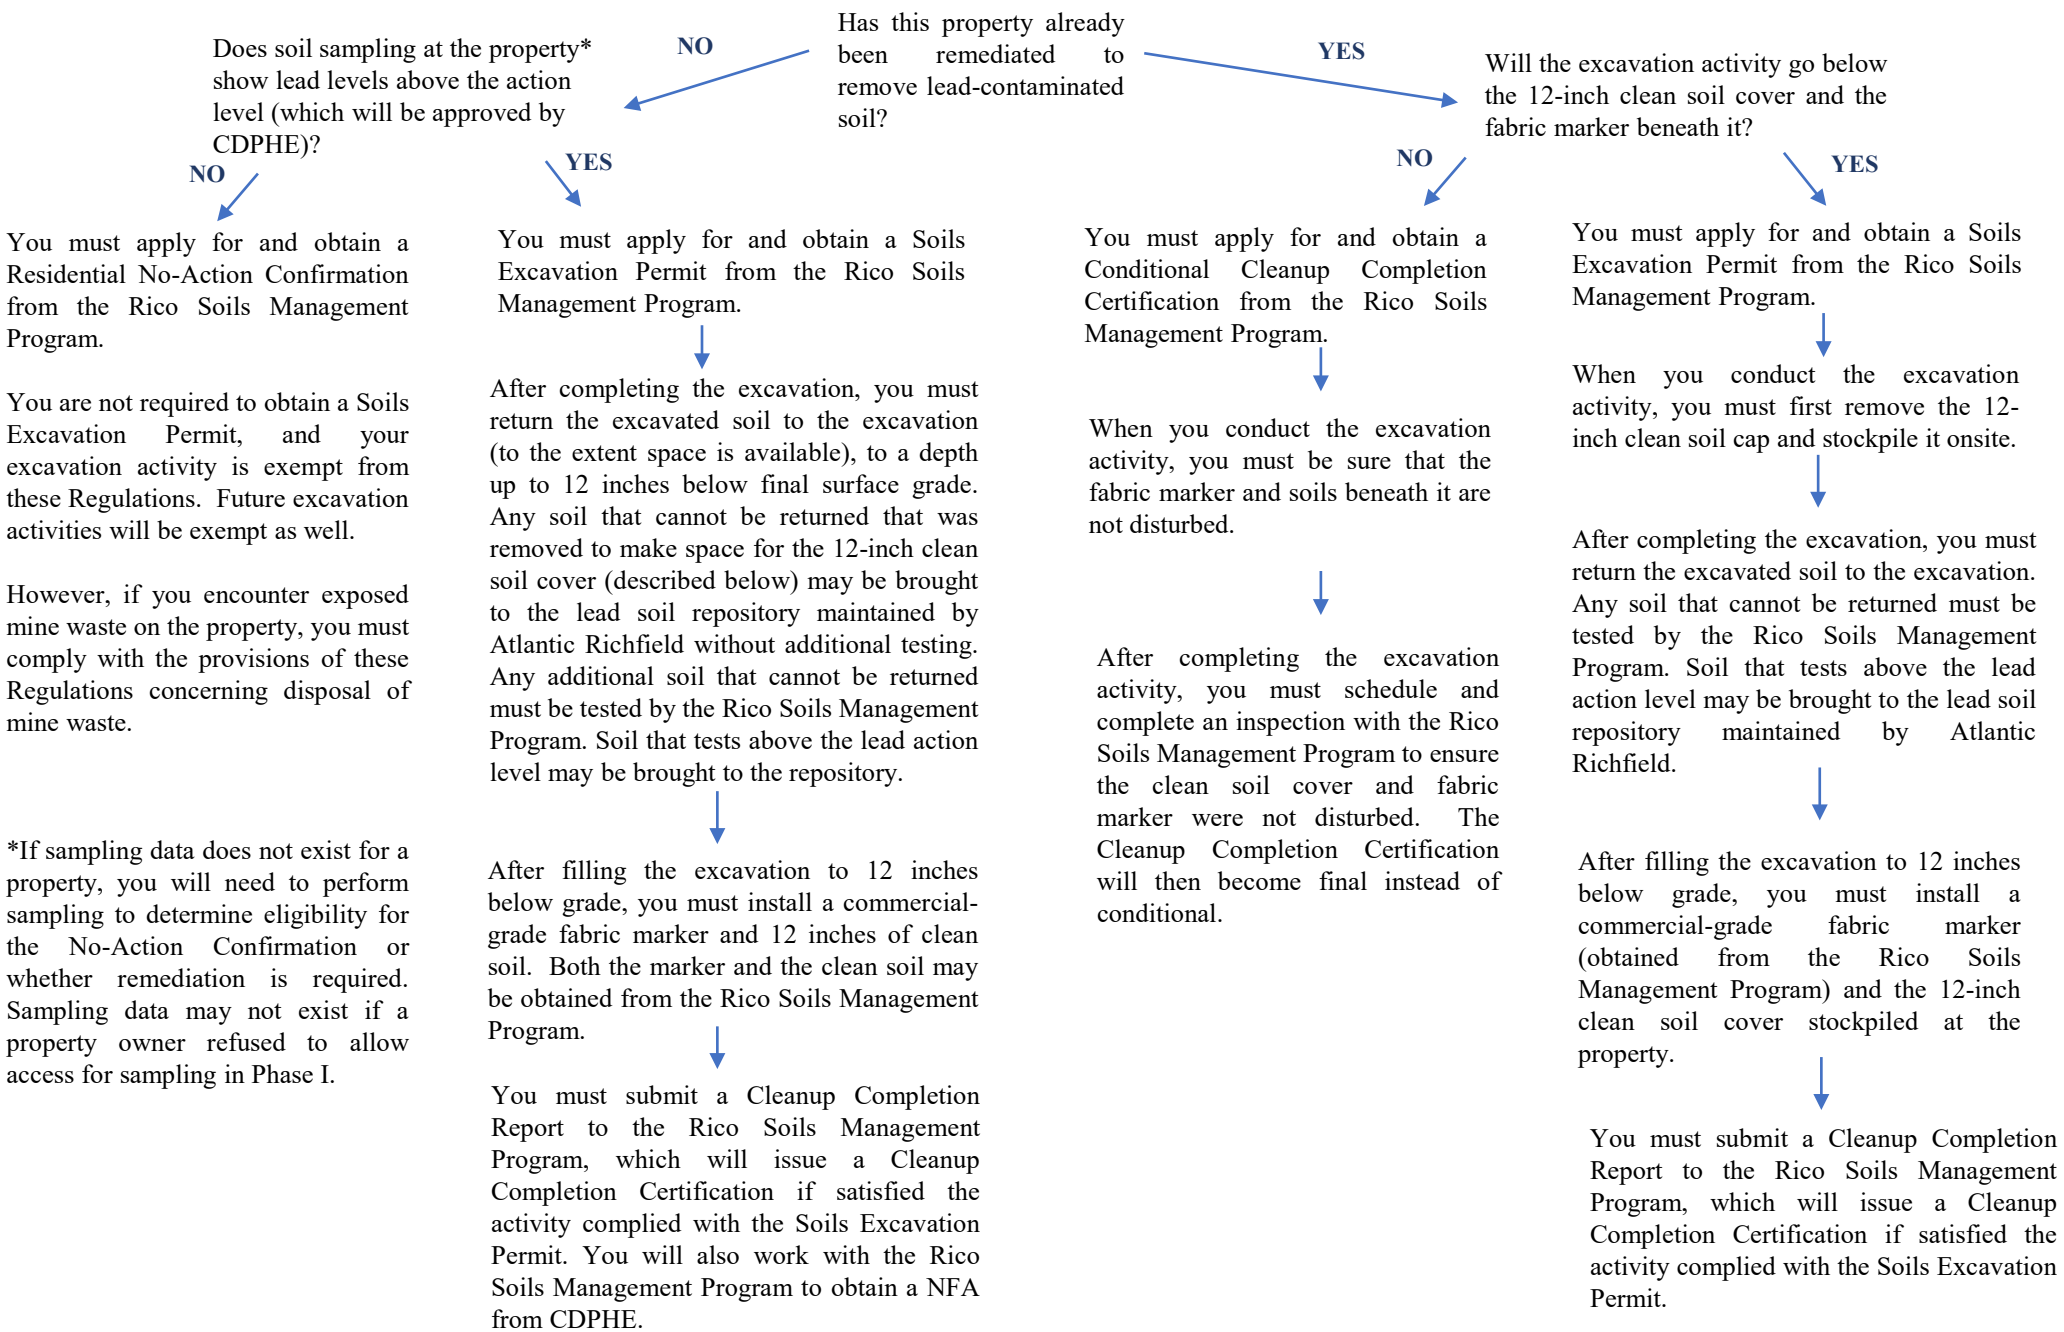 Has this property already
been remediated to
remove lead-contaminated
soil?
NO
YES
Does soil sampling at the property*
show lead levels above the action
level (which will be approved by
CDPHE)?
NO
YES
Will the excavation activity go below
the 12-inch clean soil cover and the
fabric marker beneath it?
NO
YES
You must apply for and obtain a
Residential No-Action Confirmation
from the Rico Soils Management
Program.
You are not required to obtain a Soils
Excavation Permit, and your
excavation activity is exempt from
these Regulations. Future excavation
activities will be exempt as well.
However, if you encounter exposed
mine waste on the property, you must
comply with the provisions of these
Regulations concerning disposal of
mine waste.
*If sampling data does not exist for a
property, you will need to perform
sampling to determine eligibility for
the No-Action Confirmation or
whether remediation is required.
Sampling data may not exist if a
property owner refused to allow
access for sampling in Phase I.
You must apply for and obtain a Soils
Excavation Permit from the Rico Soils
Management Program.
After completing the excavation, you must
return the excavated soil to the excavation
(to the extent space is available), to a depth
up to 12 inches below final surface grade.
Any soil that cannot be returned that was
removed to make space for the 12-inch clean
soil cover (described below) may be brought
to the lead soil repository maintained by
Atlantic Richfield without additional testing.
Any additional soil that cannot be returned
must be tested by the Rico Soils Management
Program. Soil that tests above the lead action
level may be brought to the repository.
After filling the excavation to 12 inches
below grade, you must install a commercial-
grade fabric marker and 12 inches of clean
soil. Both the marker and the clean soil may
be obtained from the Rico Soils Management
Program.
You must submit a Cleanup Completion
Report to the Rico Soils Management
Program, which will issue a Cleanup
Completion Certification if satisfied the
activity complied with the Soils Excavation
Permit. You will also work with the Rico
Soils Management Program to obtain a NFA
from CDPHE.
You must apply for and obtain a
Conditional Cleanup Completion
Certification from the Rico Soils
Management Program.
When you conduct the excavation
activity, you must be sure that the
fabric marker and soils beneath it are
not disturbed.
After completing the excavation
activity, you must schedule and
complete an inspection with the Rico
Soils Management Program to ensure
the clean soil cover and fabric
marker were not disturbed. The
Cleanup Completion Certification
will then become final instead of
conditional.
You must apply for and obtain a Soils
Excavation Permit from the Rico Soils
Management Program.
When you conduct the excavation
activity, you must first remove the 12-
inch clean soil cap and stockpile it onsite.
After completing the excavation, you must
return the excavated soil to the excavation.
Any soil that cannot be returned must be
tested by the Rico Soils Management
Program. Soil that tests above the lead
action level may be brought to the lead soil
repository maintained by Atlantic
Richfield.
After filling the excavation to 12 inches
below grade, you must install a
commercial-grade fabric marker
(obtained from the Rico Soils
Management Program) and the 12-inch
clean soil cover stockpiled at the
property.
You must submit a Cleanup Completion
Report to the Rico Soils Management
Program, which will issue a Cleanup
Completion Certification if satisfied the
activity complied with the Soils Excavation
Permit.